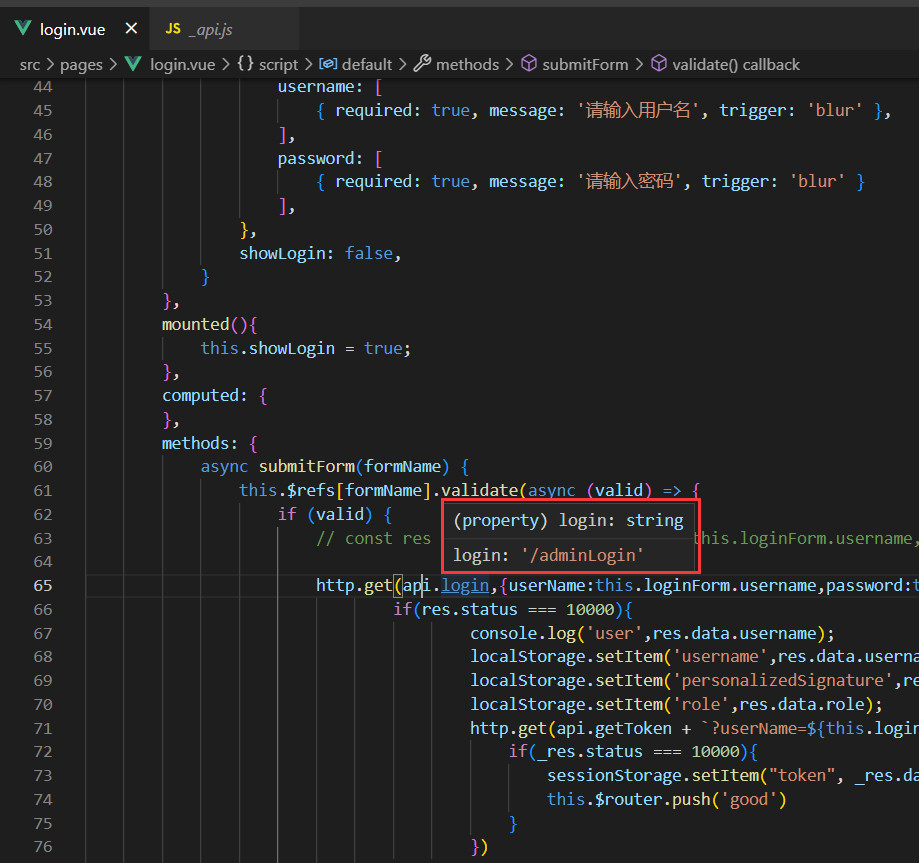 login.vue ×  JS _api.js
src > pages > login.vue > {} script > default > methods > submitForm > validate() callback
44 username: [
45 { required: true, message: '请输入用户名', trigger: 'blur' },
46 ],
47 password: [
48 { required: true, message: '请输入密码', trigger: 'blur' }
49 ],
50 },
51 showLogin: false,
52 }
53 },
54 mounted(){
55 this.showLogin = true;
56 },
57 computed: {
58 },
59 methods: {
60 async submitForm(formName) {
61 this.$refs[formName].validate(async (valid) => {
62 if (valid) {
(property) login: string
63 // const res this.loginForm.username,
login: '/adminLogin'
64
65 http.get(api.login,{userName:this.loginForm.username,password:t
66 if(res.status === 10000){
67 console.log('user',res.data.username);
68 localStorage.setItem('username',res.data.userna
69 localStorage.setItem('personalizedSignature',re
70 localStorage.setItem('role',res.data.role);
71 http.get(api.getToken + `?userName=${this.login
72 if(_res.status === 10000){
73 sessionStorage.setItem("token", _res.da
74 this.$router.push('good')
75 }
76 })